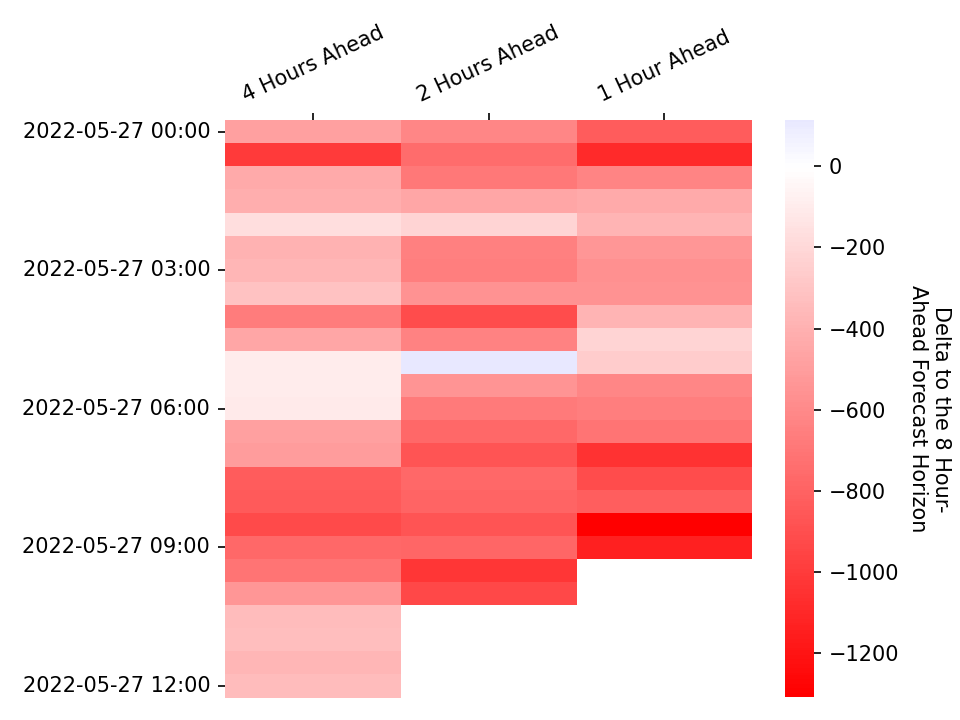 4 Hours Ahead
2 Hours Ahead
1 Hour Ahead
2022-05-27 00:00
2022-05-27 03:00
2022-05-27 06:00
2022-05-27 09:00
2022-05-27 12:00
0
−200
−400
−600
−800
−1000
−1200
Delta to the 8 Hour-
Ahead Forecast Horizon